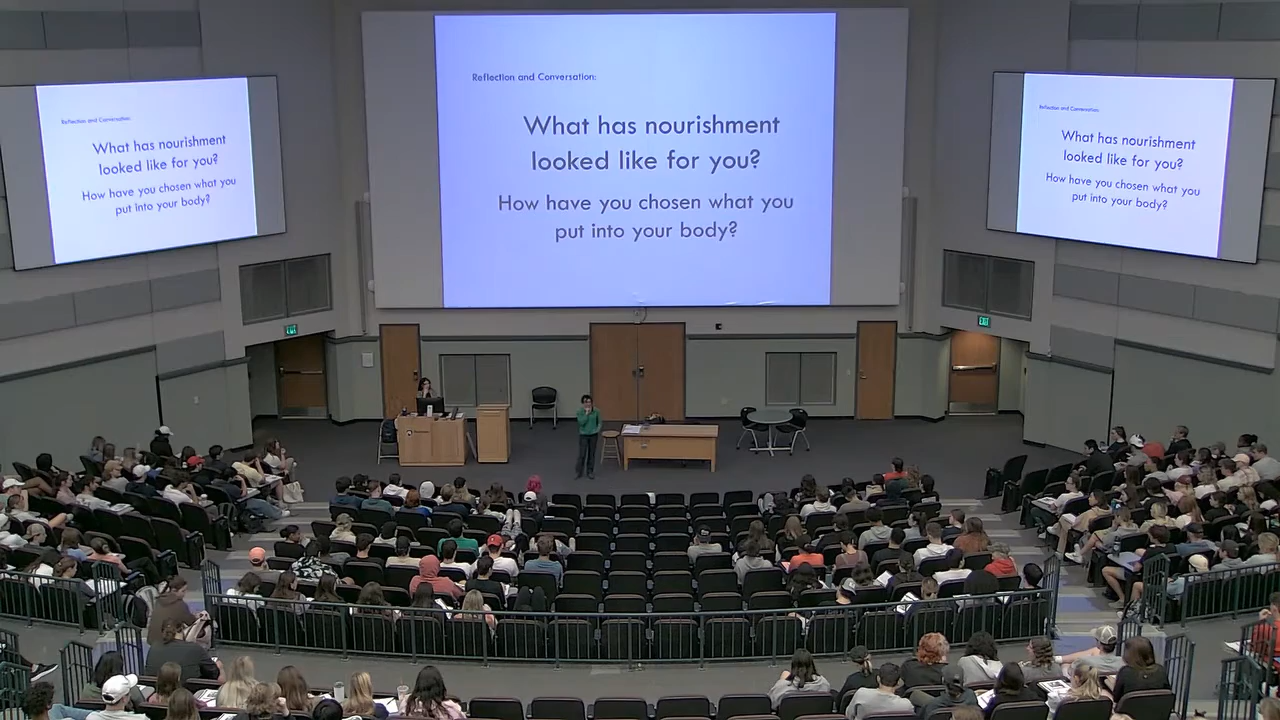 Reflection and Conversation:
What has nourishment
looked like for you?
How have you chosen what you
put into your body?
Reflection and Conversation:
What has nourishment
looked like for you?
How have you chosen what you
put into your body?
Reflection and Conversation:
What has nourishment
looked like for you?
How have you chosen what you
put into your body?
EXIT
EXIT